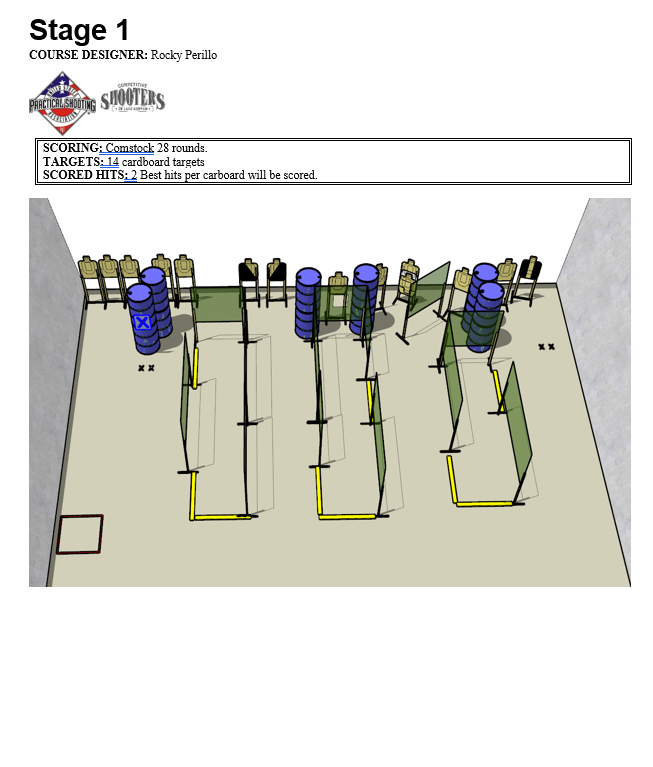 Stage 1
COURSE DESIGNER: Rocky Perillo
PRACTICAL SHOOTING
COMPETITIVE
SHOOTERS
SCORING: Comstock 28 rounds.
TARGETS: 14 cardboard targets
SCORED HITS: 2 Best hits per carboard will be scored.
X
X X
X X